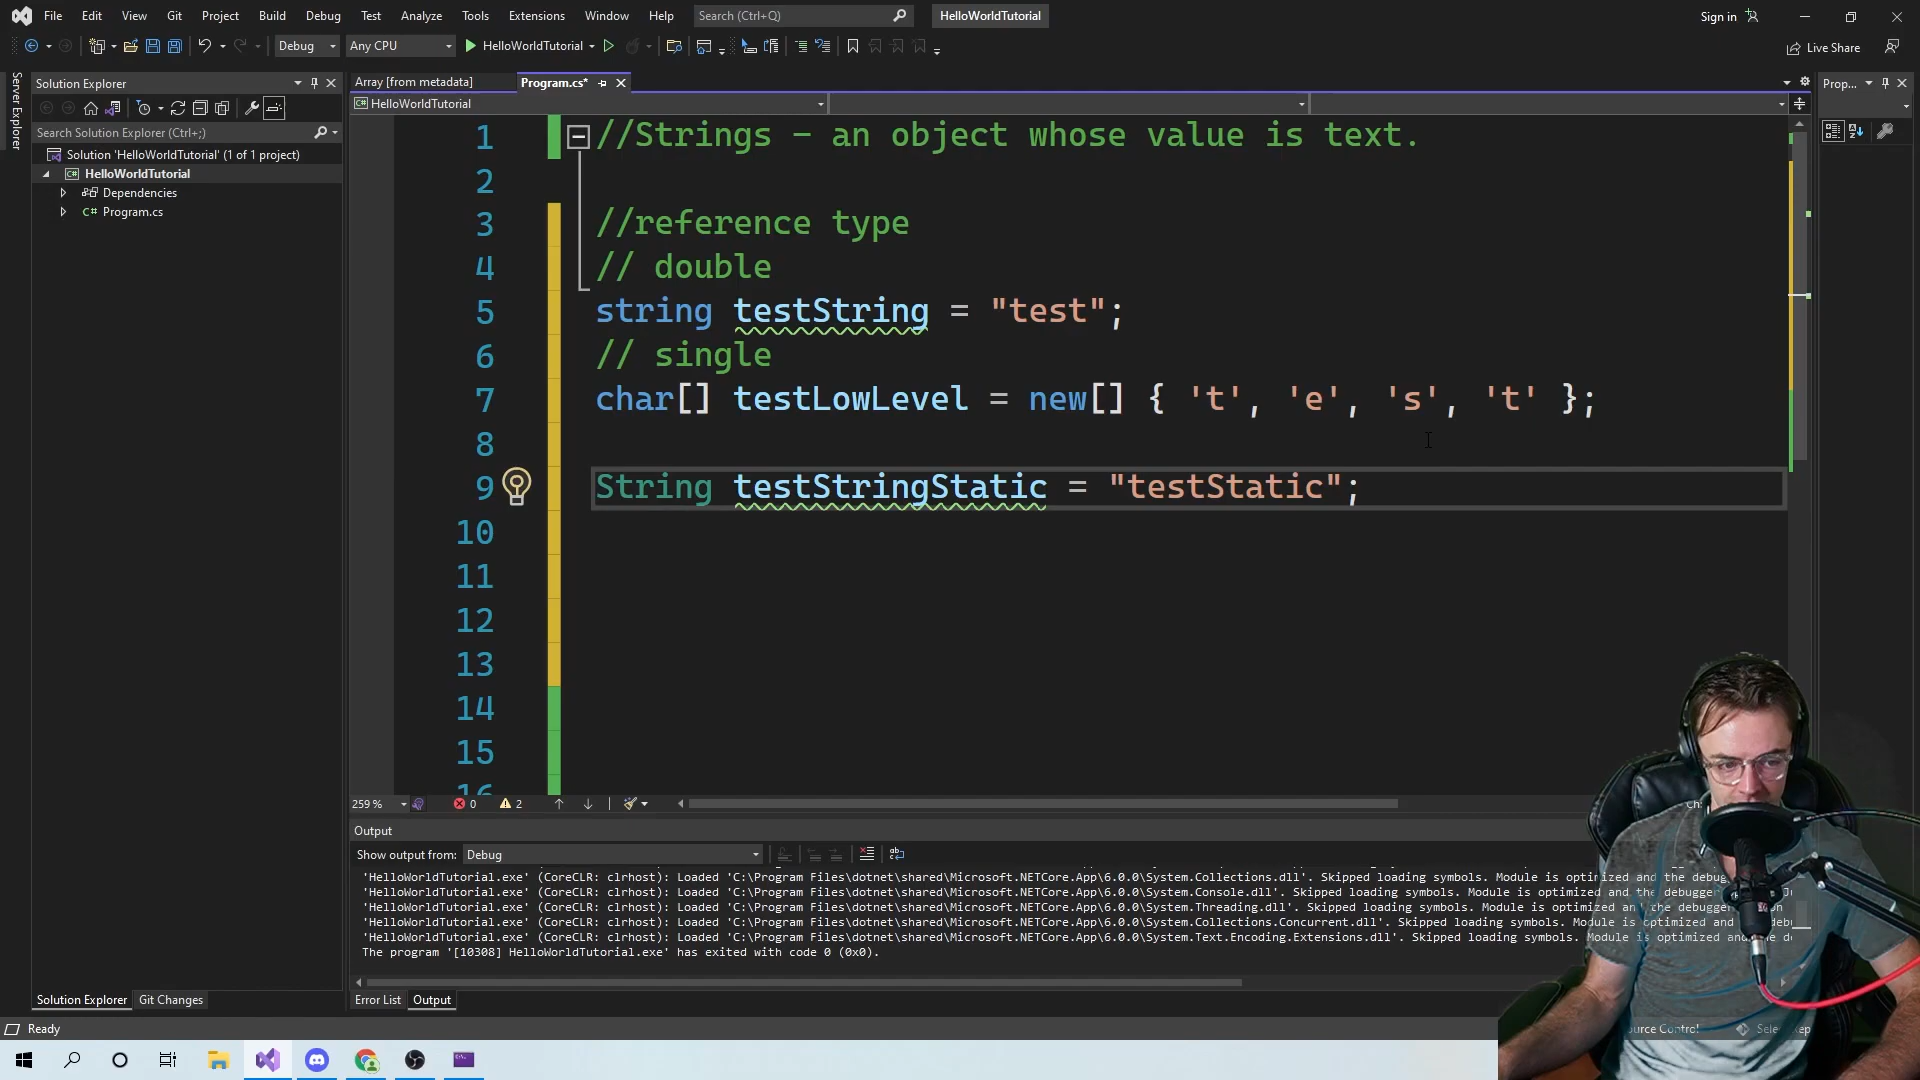 File Edit View Git Project Build Debug Test Analyze Tools Extensions Window Help Search (Ctrl+Q) HelloWorldTutorial Sign in
Debug Any CPU HelloWorldTutorial Live Share
Server Explorer
Solution Explorer
Search Solution Explorer (Ctrl+;)
Solution 'HelloWorldTutorial' (1 of 1 project)
HelloWorldTutorial
Dependencies
C# Program.cs
Array [from metadata] Program.cs*
HelloWorldTutorial
Prop...
1 //Strings - an object whose value is text.
2
3 //reference type
4 // double
5 string testString = "test";
6 // single
7 char[] testLowLevel = new[] { 't', 'e', 's', 't' };
8
9 String testStringStatic = "testStatic";
10
11
12
13
14
15
16
259 % 0 2
Output
Show output from: Debug
'HelloWorldTutorial.exe' (CoreCLR: clrhost): Loaded 'C:\Program Files\dotnet\shared\Microsoft.NETCore.App\6.0.0\System.Collections.dll'. Skipped loading symbols. Module is optimized and the debug
'HelloWorldTutorial.exe' (CoreCLR: clrhost): Loaded 'C:\Program Files\dotnet\shared\Microsoft.NETCore.App\6.0.0\System.Console.dll'. Skipped loading symbols. Module is optimized and the debugger
'HelloWorldTutorial.exe' (CoreCLR: clrhost): Loaded 'C:\Program Files\dotnet\shared\Microsoft.NETCore.App\6.0.0\System.Threading.dll'. Skipped loading symbols. Module is optimized and the debugger
'HelloWorldTutorial.exe' (CoreCLR: clrhost): Loaded 'C:\Program Files\dotnet\shared\Microsoft.NETCore.App\6.0.0\System.Collections.Concurrent.dll'. Skipped loading symbols. Module is optimized and
'HelloWorldTutorial.exe' (CoreCLR: clrhost): Loaded 'C:\Program Files\dotnet\shared\Microsoft.NETCore.App\6.0.0\System.Text.Encoding.Extensions.dll'. Skipped loading symbols. Module is optimized and
The program '[10308] HelloWorldTutorial.exe' has exited with code 0 (0x0).
Solution Explorer Git Changes Error List Output
Ready